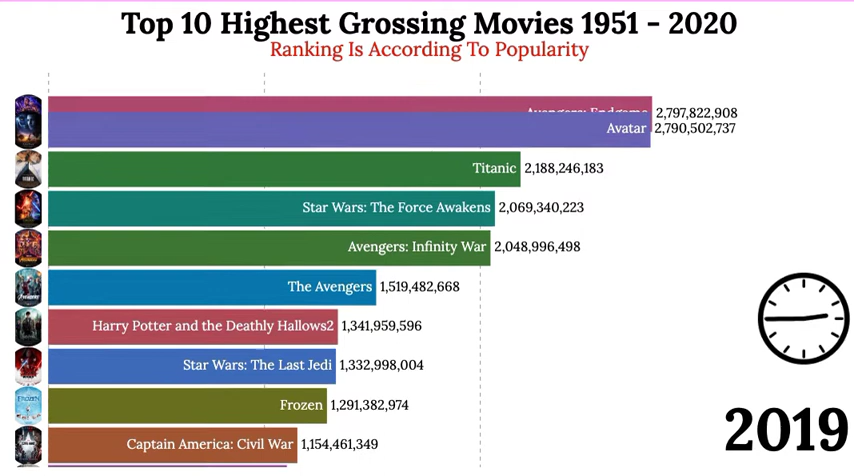 Top 10 Highest Grossing Movies 1951 - 2020
Ranking Is According To Popularity
Avengers: Endgame 2,797,822,908
Avatar 2,790,502,737
Titanic 2,188,246,183
Star Wars: The Force Awakens 2,069,340,223
Avengers: Infinity War 2,048,996,498
The Avengers 1,519,482,668
Harry Potter and the Deathly Hallows2 1,341,959,596
Star Wars: The Last Jedi 1,332,998,004
Frozen 1,291,382,974
Captain America: Civil War 1,154,461,349
2019